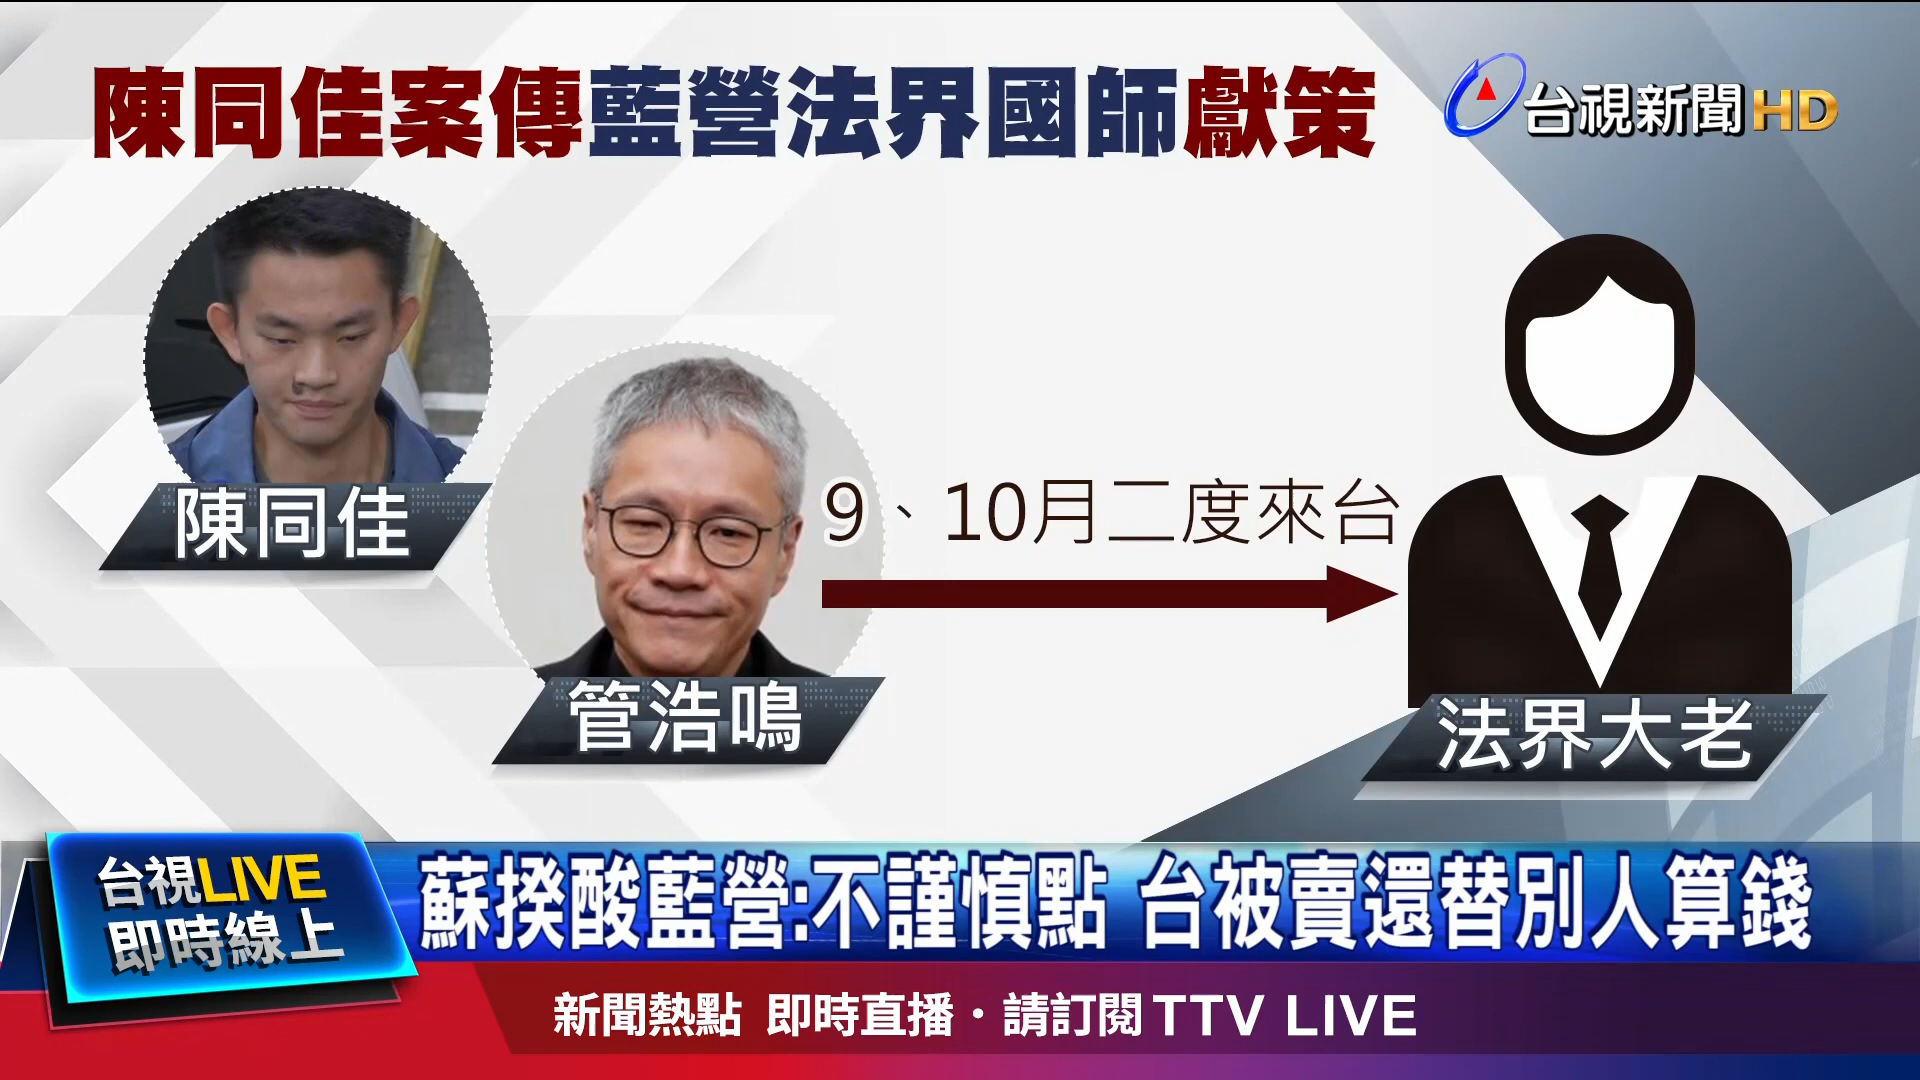 陳同佳案傳藍營法界國師獻策
台視新聞HD
陳同佳
9、10月二度來台
管浩鳴
法界大老
台視LIVE
即時線上
蘇揆酸藍營:不謹慎點 台被賣還替別人算錢
新聞熱點 即時直播・請訂閱TTV LIVE